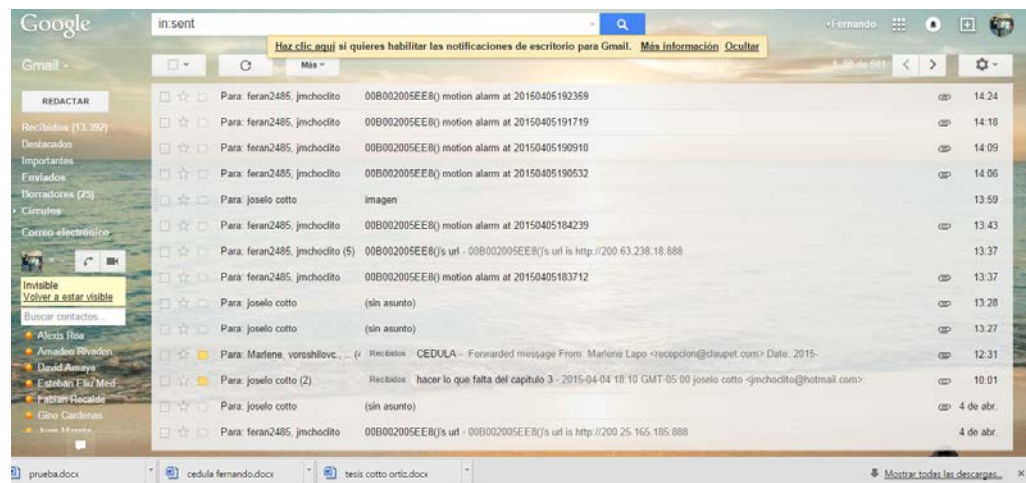 Google
in:sent
+Fernando
Haz clic aquí si quieres habilitar las notificaciones de escritorio para Gmail. Más información Ocultar
Gmail
Más
1–50 de 501
REDACTAR
Recibidos (13.392)
Destacados
Importantes
Enviados
Borradores (25)
Círculos
Correo electrónico
Invisible
Volver a estar visible
Buscar contactos...
Alexis Roa
Amadeo Rivaden
David Amaya
Esteban Eliu Med
Fabian Recalde
Gino Cardenas
Para: feran2485, jmchoclito 00B002005EE8() motion alarm at 20150405192359 14:24
Para: feran2485, jmchoclito 00B002005EE8() motion alarm at 20150405191719 14:18
Para: feran2485, jmchoclito 00B002005EE8() motion alarm at 20150405190910 14:09
Para: feran2485, jmchoclito 00B002005EE8() motion alarm at 20150405190532 14:06
Para: joselo cotto imagen 13:59
Para: feran2485, jmchoclito 00B002005EE8() motion alarm at 20150405184239 13:43
Para: feran2485, jmchoclito (5) 00B002005EE8()'s url - 00B002005EE8()'s url is http://200.63.238.18:888 13:37
Para: feran2485, jmchoclito 00B002005EE8() motion alarm at 20150405183712 13:37
Para: joselo cotto (sin asunto) 13:28
Para: joselo cotto (sin asunto) 13:27
Para: Marlene, voroshilovc., ... Recibidos CEDULA - Forwarded message From: Marlene Lapo <recepcion@daupet.com> Date: 2015- 12:31
Para: joselo cotto (2) Recibidos hacer lo que falta del capitulo 3 - 2015-04-04 18:10 GMT-05:00 joselo cotto <jmchoclito@hotmail.com>: 10:01
Para: joselo cotto (sin asunto) 4 de abr.
Para: feran2485, jmchoclito 00B002005EE8()'s url - 00B002005EE8()'s url is http://200.25.165.185:888 4 de abr.
prueba.docx cedula fernando.docx tesis cotto ortiz.docx Mostrar todas las descargas...